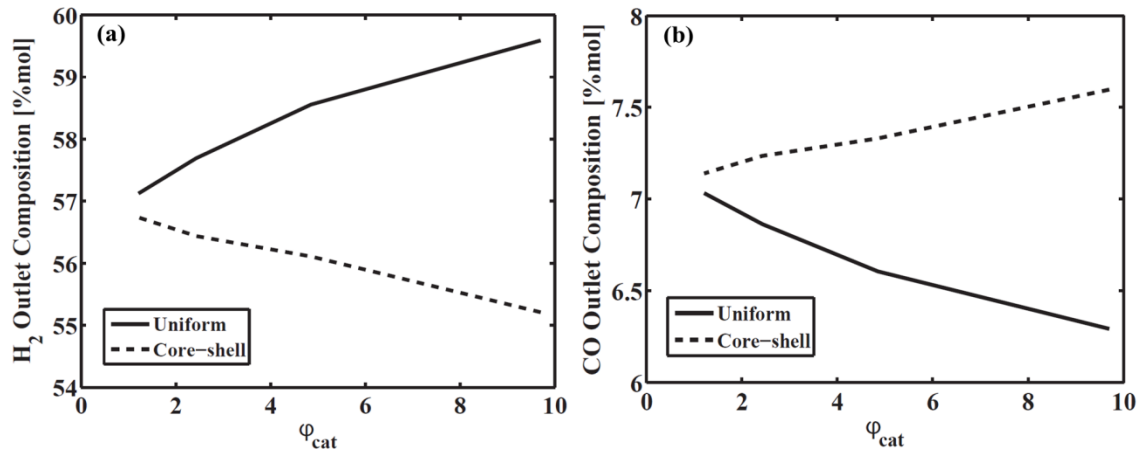 (a)
H2 Outlet Composition [%mol]
60
59
58
57
56
55
54
Uniform
Core–shell
0 2 4 6 8 10
φcat
(b)
CO Outlet Composition [%mol]
8
7.5
7
6.5
6
Uniform
Core–shell
0 2 4 6 8 10
φcat